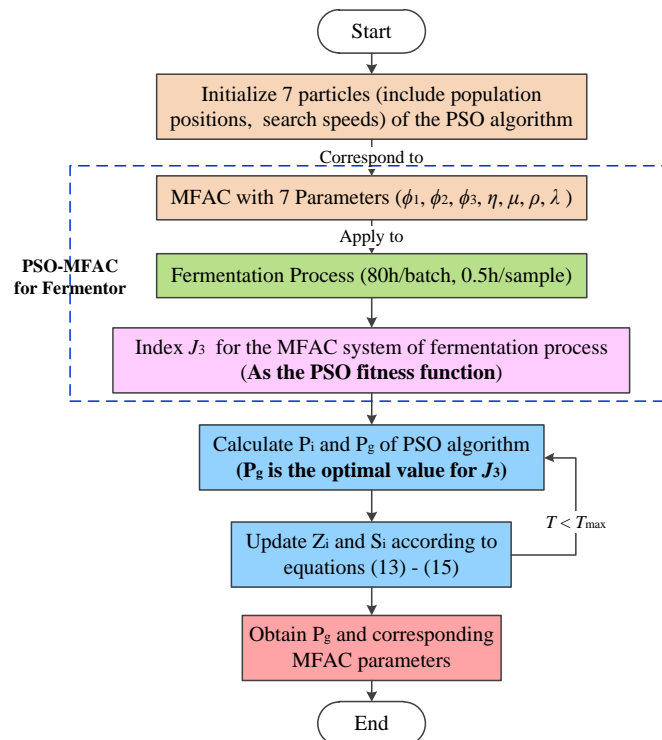 Start
Initialize 7 particles (include population
positions, search speeds) of the PSO algorithm
Correspond to
MFAC with 7 Parameters (ϕ₁, ϕ₂, ϕ₃, η, μ, ρ, λ )
Apply to
PSO-MFAC
for Fermentor
Fermentation Process (80h/batch, 0.5h/sample)
Index J₃ for the MFAC system of fermentation process
(As the PSO fitness function)
Calculate Pᵢ and P_g of PSO algorithm
(P_g is the optimal value for J₃)
T < Tmax
Update Zᵢ and Sᵢ according to
equations (13) - (15)
Obtain P_g and corresponding
MFAC parameters
End